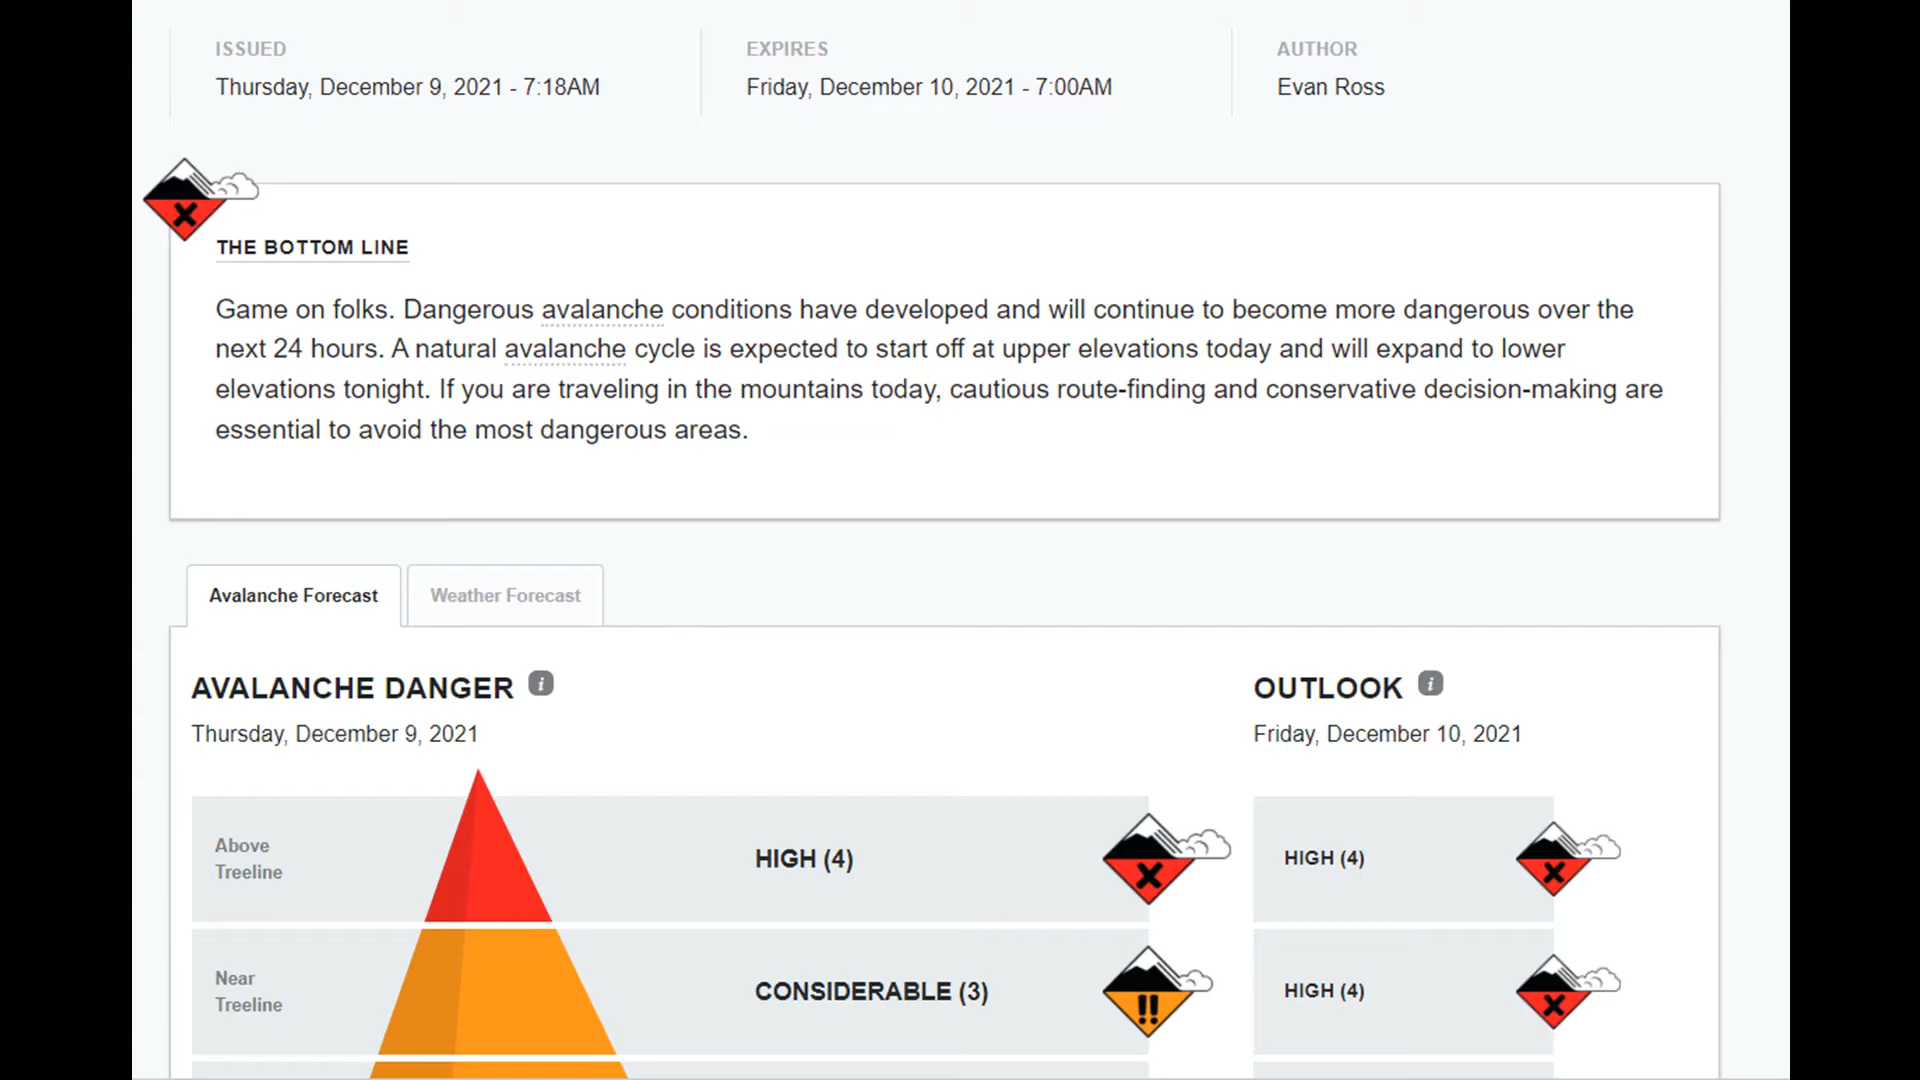 ISSUED
Thursday, December 9, 2021 - 7:18AM
EXPIRES
Friday, December 10, 2021 - 7:00AM
AUTHOR
Evan Ross
THE BOTTOM LINE
Game on folks. Dangerous avalanche conditions have developed and will continue to become more dangerous over the
next 24 hours. A natural avalanche cycle is expected to start off at upper elevations today and will expand to lower
elevations tonight. If you are traveling in the mountains today, cautious route-finding and conservative decision-making are
essential to avoid the most dangerous areas.
Avalanche Forecast
Weather Forecast
AVALANCHE DANGER i
Thursday, December 9, 2021
OUTLOOK i
Friday, December 10, 2021
Above
Treeline
HIGH (4)
HIGH (4)
Near
Treeline
CONSIDERABLE (3)
!!
HIGH (4)